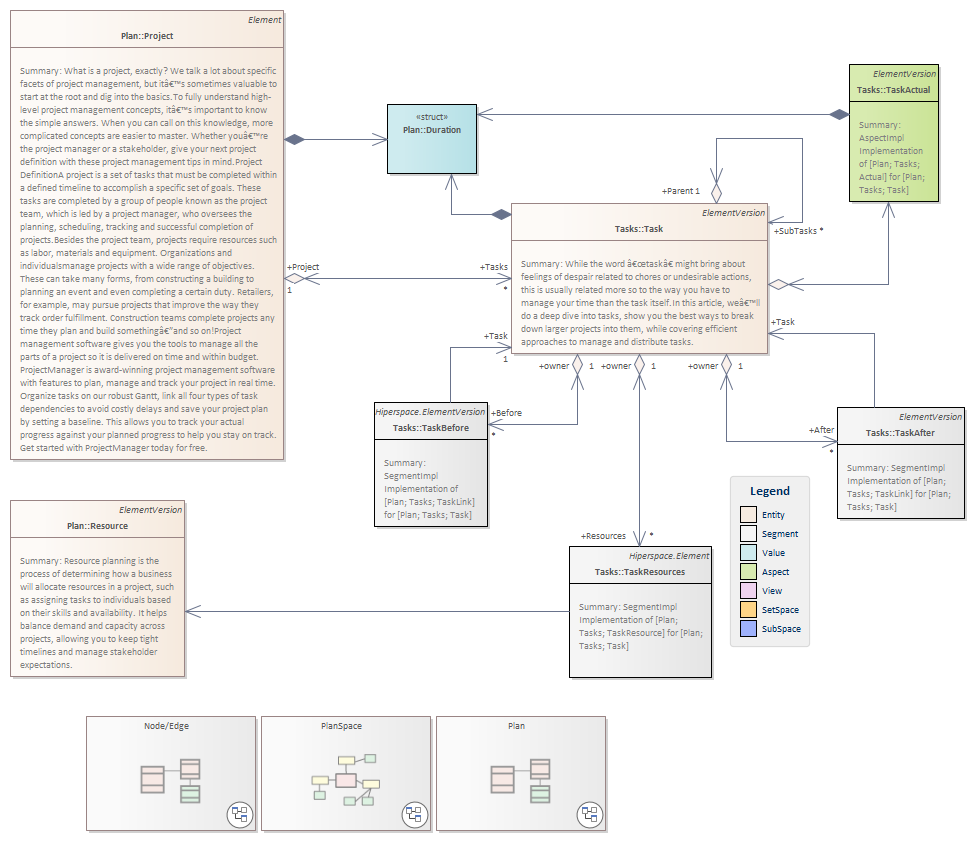 Element
Plan::Project
Summary: What is a project, exactly? We talk a lot about specific
facets of project management, but itâ€™s sometimes valuable to
start at the root and dig into the basics.To fully understand high-
level project management concepts, itâ€™s important to know
the simple answers. When you can call on this knowledge, more
complicated concepts are easier to master. Whether youâ€™re
the project manager or a stakeholder, give your next project
definition with these project management tips in mind.Project
DefinitionA project is a set of tasks that must be completed within
a defined timeline to accomplish a specific set of goals. These
tasks are completed by a group of people known as the project
team, which is led by a project manager, who oversees the
planning, scheduling, tracking and successful completion of
projects.Besides the project team, projects require resources such
as labor, materials and equipment. Organizations and
individualsmanage projects with a wide range of objectives.
These can take many forms, from constructing a building to
planning an event and even completing a certain duty. Retailers,
for example, may pursue projects that improve the way they
track order fulfillment. Construction teams complete projects any
time they plan and build somethingâ€”and so on!Project
management software gives you the tools to manage all the
parts of a project so it is delivered on time and within budget.
ProjectManager is award-winning project management software
with features to plan, manage and track your project in real time.
Organize tasks on our robust Gantt, link all four types of task
dependencies to avoid costly delays and save your project plan
by setting a baseline. This allows you to track your actual
progress against your planned progress to help you stay on track.
Get started with ProjectManager today for free.
«struct»
Plan::Duration
ElementVersion
Tasks::TaskActual
Summary:
AspectImpl
Implementation
of [Plan; Tasks;
Actual] for [Plan;
Tasks; Task]
+Parent 1
+SubTasks *
ElementVersion
Tasks::Task
Summary: While the word â€œtaskâ€ might bring about
feelings of despair related to chores or undesirable actions,
this is usually related more so to the way you have to
manage your time than the task itself. In this article, weâ€™ll
do a deep dive into tasks, show you the best ways to break
down larger projects into them, while covering efficient
approaches to manage and distribute tasks.
+Project
1
+Tasks
*
+Task
1
+Task
+owner 1
+owner 1
+owner 1
Hiperspace.ElementVersion
Tasks::TaskBefore
Summary:
SegmentImpl
Implementation of
[Plan; Tasks; TaskLink]
for [Plan; Tasks; Task]
+Before
*
+After
*
ElementVersion
Tasks::TaskAfter
Summary: SegmentImpl
Implementation of [Plan;
Tasks; TaskLink] for [Plan;
Tasks; Task]
ElementVersion
Plan::Resource
Summary: Resource planning is the
process of determining how a business
will allocate resources in a project, such
as assigning tasks to individuals based
on their skills and availability. It helps
balance demand and capacity across
projects, allowing you to keep tight
timelines and manage stakeholder
expectations.
+Resources *
Hiperspace.Element
Tasks::TaskResources
Summary: SegmentImpl
Implementation of [Plan;
Tasks; TaskResource] for [Plan;
Tasks; Task]
Legend
Entity
Segment
Value
Aspect
View
SetSpace
SubSpace
Node/Edge
PlanSpace
Plan